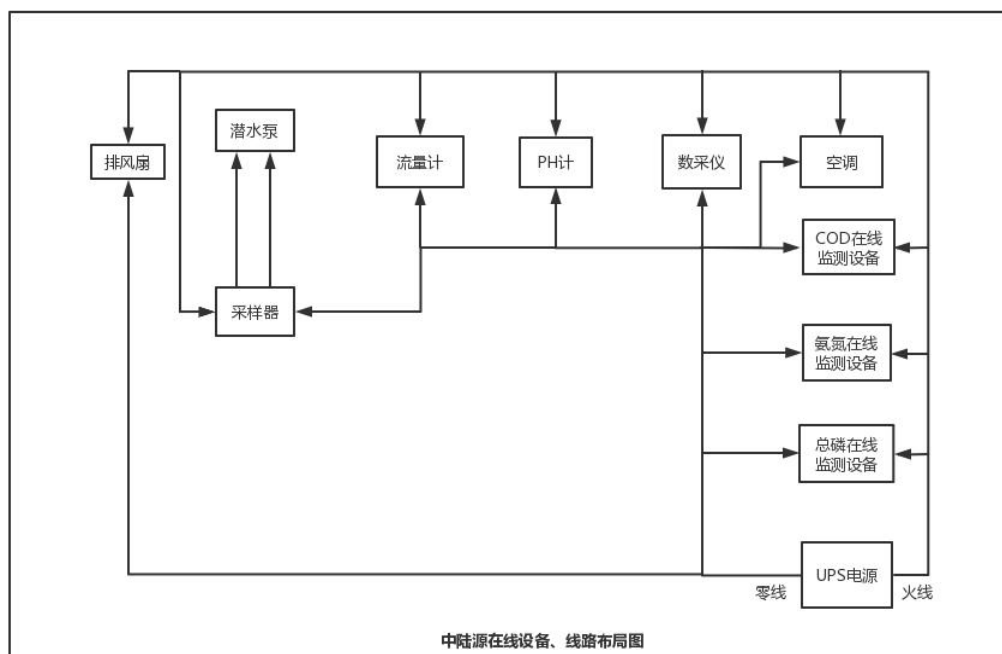 潜水泵
排风扇
流量计
PH计
数采仪
空调
COD在线
监测设备
采样器
氨氮在线
监测设备
总磷在线
监测设备
UPS电源
零线
火线
中陆源在线设备、线路布局图